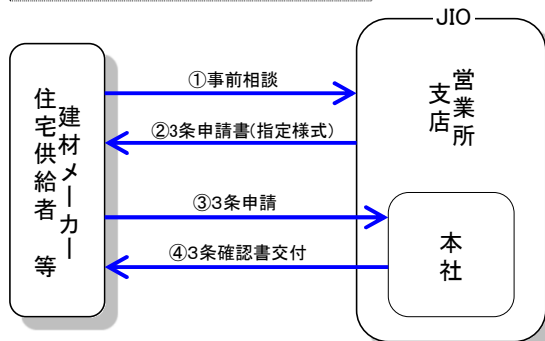 JIO
建材メーカー
住宅供給者　等
①事前相談
②3条申請書(指定様式)
③3条申請
④3条確認書交付
営業所
支店
本社